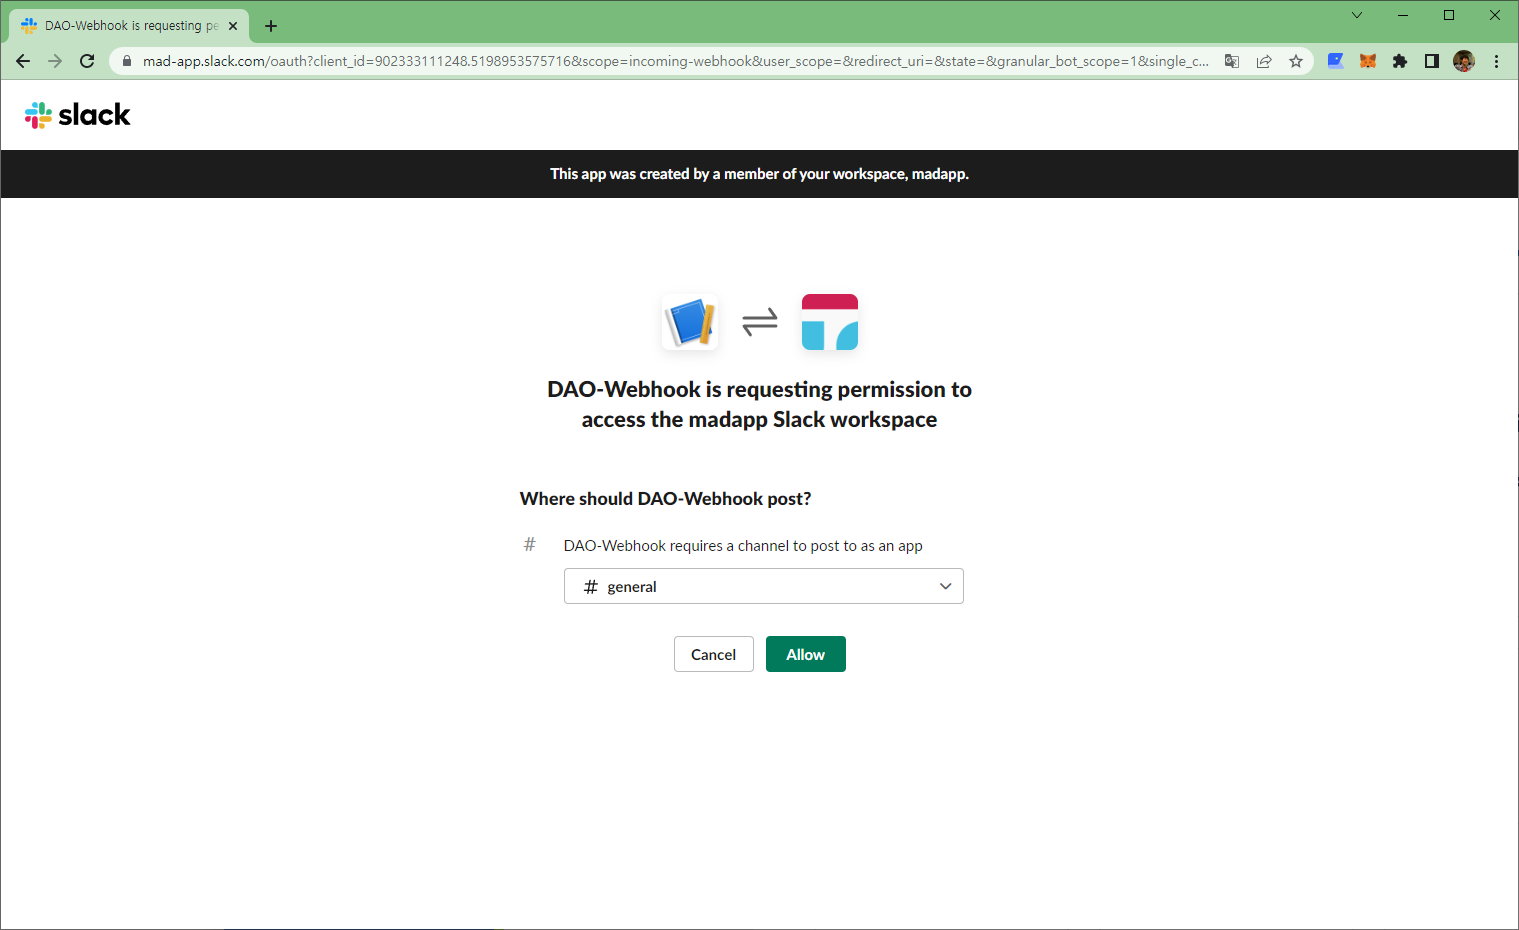 DAO-Webhook is requesting pe
mad-app.slack.com/oauth?client_id=902333111248.5198953575716&scope=incoming-webhook&user_scope=&redirect_uri=&state=&granular_bot_scope=1&single_c...
slack
This app was created by a member of your workspace, madapp.
DAO-Webhook is requesting permission to
access the madapp Slack workspace
Where should DAO-Webhook post?
# DAO-Webhook requires a channel to post to as an app
# general
Cancel Allow